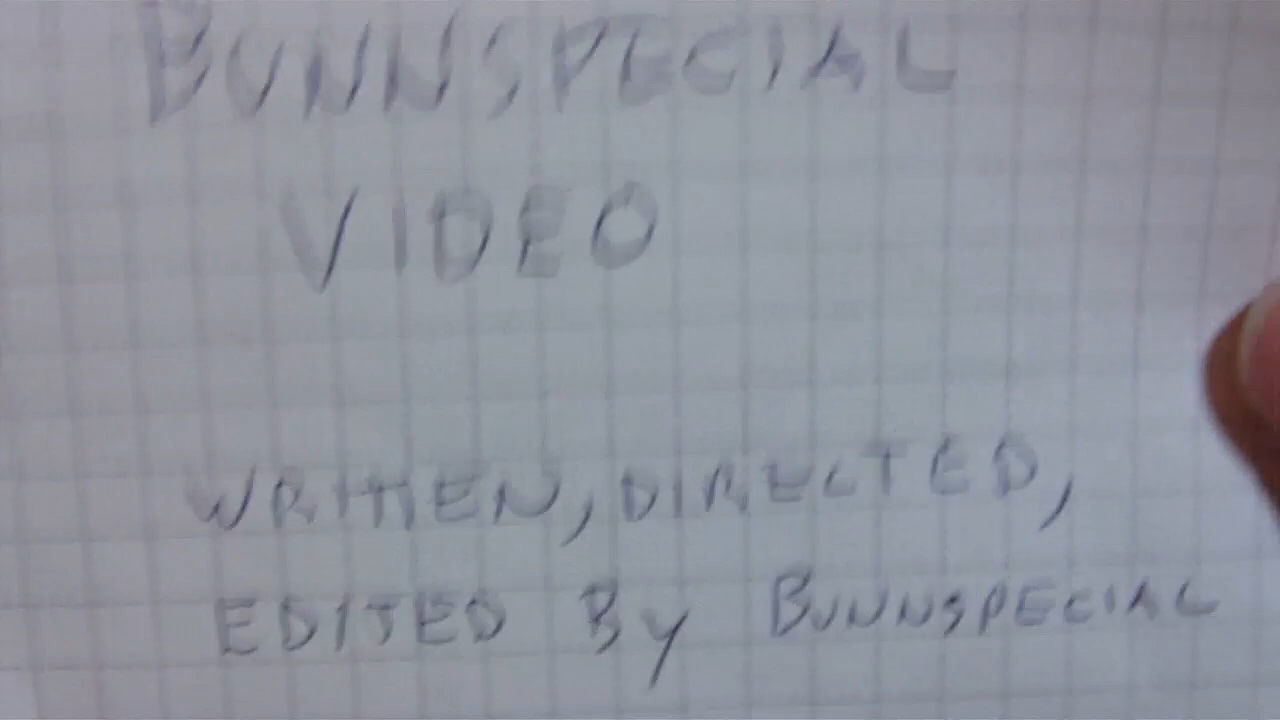 BUNNSPECIAL
VIDEO
WRITTEN, DIRECTED,
EDITED By BUNNSPECIAL